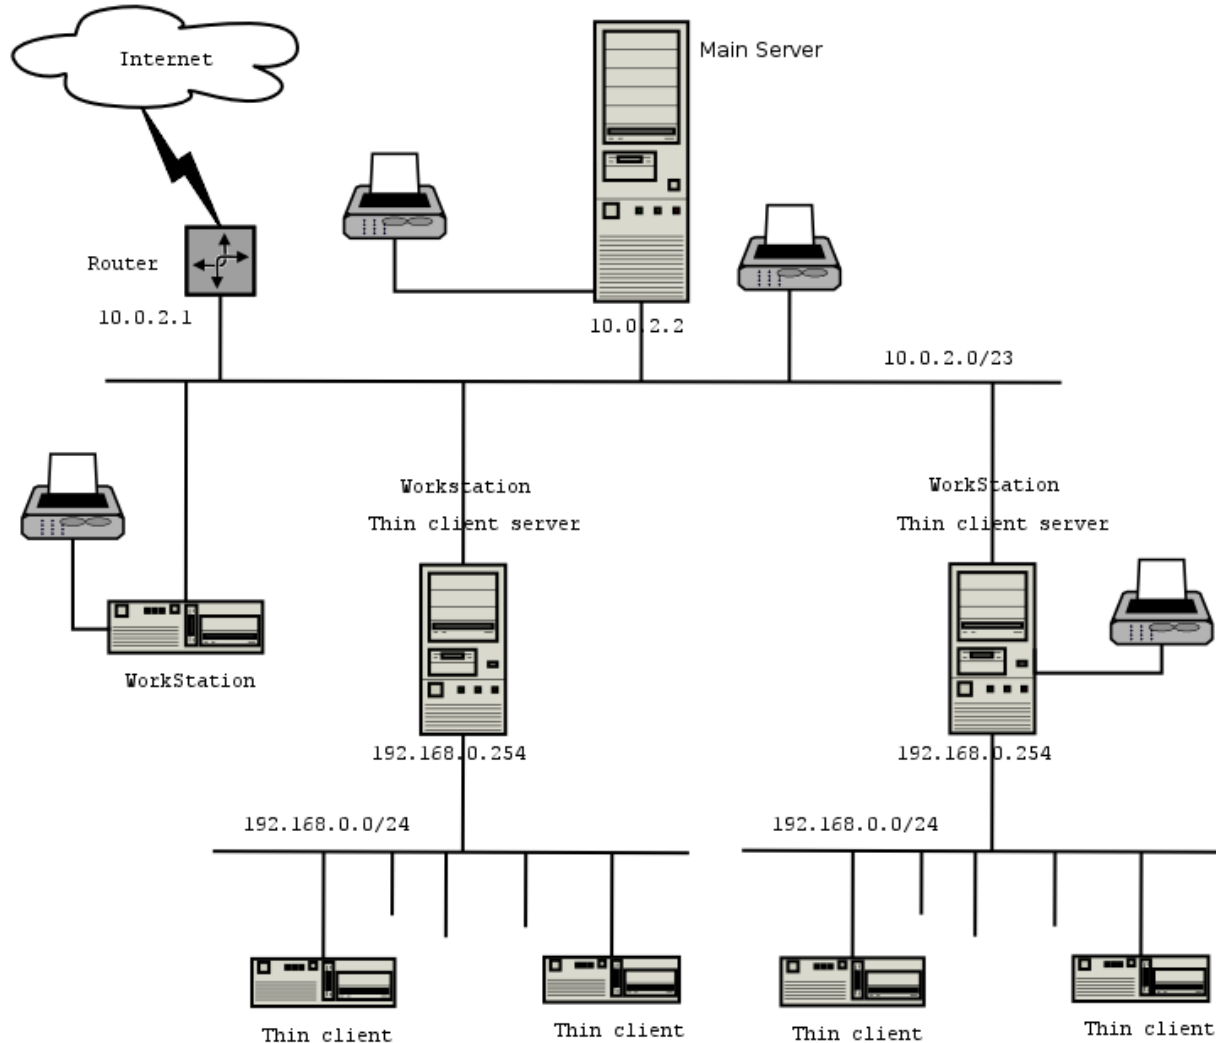 Internet
Main Server
Router
10.0.2.1
10.0.2.2
10.0.2.0/23
Workstation
Thin client server
WorkStation
Thin client server
WorkStation
192.168.0.254
192.168.0.254
192.168.0.0/24
192.168.0.0/24
Thin client
Thin client
Thin client
Thin client